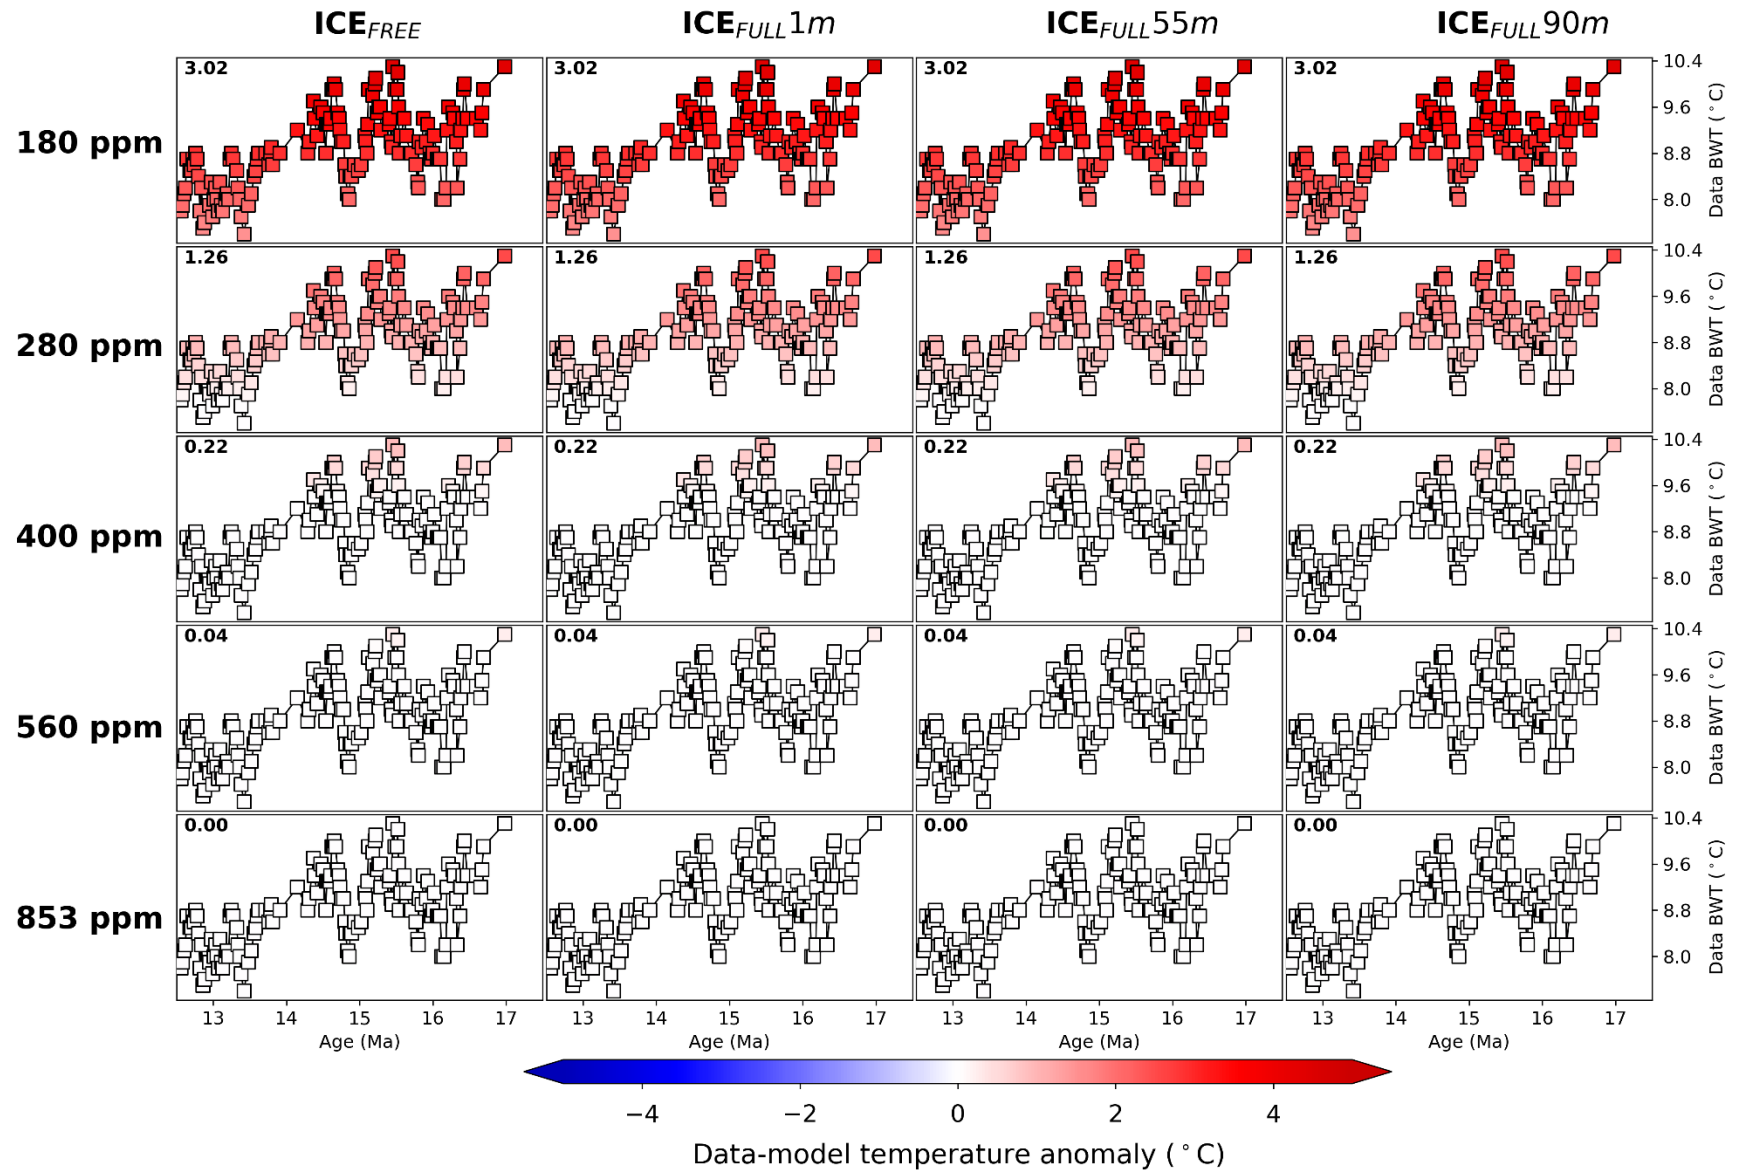 ICE_FREE ICE_FULL1m ICE_FULL55m ICE_FULL90m
180 ppm
3.02 3.02 3.02 3.02
10.4
9.6
8.8
8.0
Data BWT (°C)
280 ppm
1.26 1.26 1.26 1.26
10.4
9.6
8.8
8.0
Data BWT (°C)
400 ppm
0.22 0.22 0.22 0.22
10.4
9.6
8.8
8.0
Data BWT (°C)
560 ppm
0.04 0.04 0.04 0.04
10.4
9.6
8.8
8.0
Data BWT (°C)
853 ppm
0.00 0.00 0.00 0.00
10.4
9.6
8.8
8.0
Data BWT (°C)
13 14 15 16 17 13 14 15 16 17 13 14 15 16 17 13 14 15 16 17
Age (Ma) Age (Ma) Age (Ma) Age (Ma)
−4 −2 0 2 4
Data-model temperature anomaly (°C)